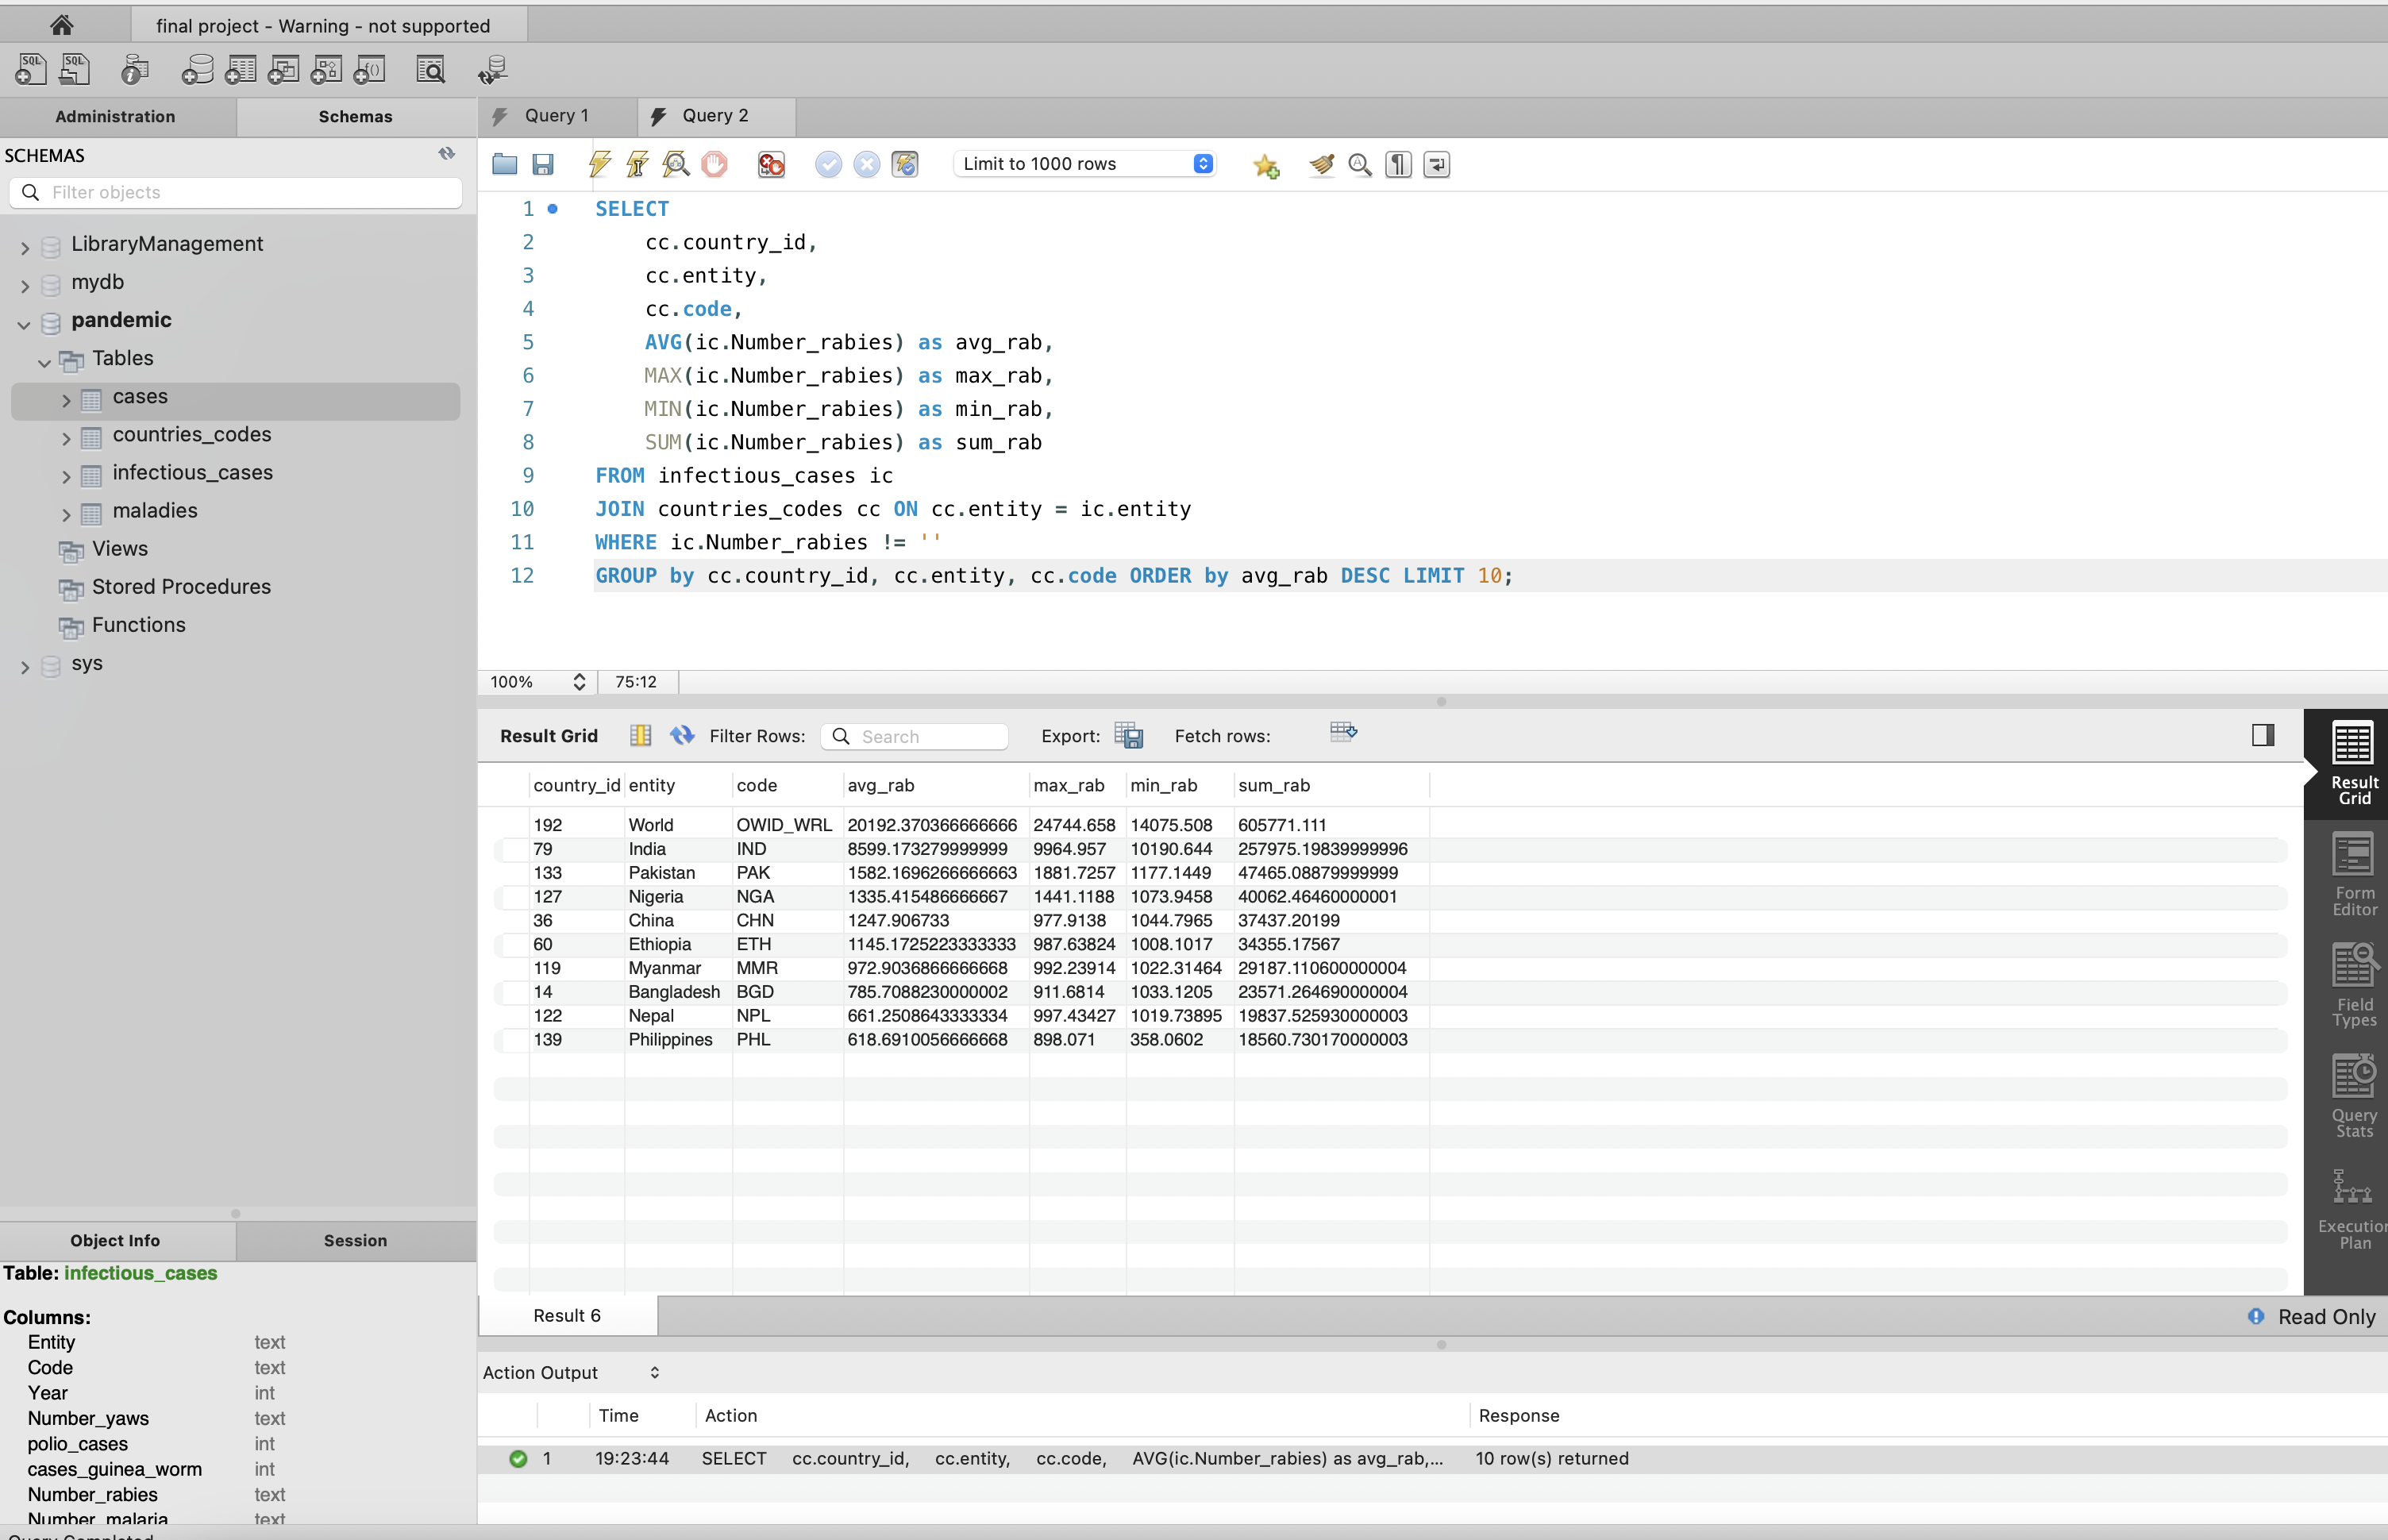 final project - Warning - not supported
SQL
SQL
i
f()
Administration
Schemas
Query 1
Query 2
SCHEMAS
Filter objects
Limit to 1000 rows
LibraryManagement
mydb
pandemic
Tables
cases
countries_codes
infectious_cases
maladies
Views
Stored Procedures
Functions
sys
1 SELECT
2 cc.country_id,
3 cc.entity,
4 cc.code,
5 AVG(ic.Number_rabies) as avg_rab,
6 MAX(ic.Number_rabies) as max_rab,
7 MIN(ic.Number_rabies) as min_rab,
8 SUM(ic.Number_rabies) as sum_rab
9 FROM infectious_cases ic
10 JOIN countries_codes cc ON cc.entity = ic.entity
11 WHERE ic.Number_rabies != ''
12 GROUP by cc.country_id, cc.entity, cc.code ORDER by avg_rab DESC LIMIT 10;
100% 75:12
Result Grid Filter Rows: Search Export: Fetch rows:
country_id entity code avg_rab max_rab min_rab sum_rab
192 World OWID_WRL 20192.370366666666 24744.658 14075.508 605771.111
79 India IND 8599.173279999999 9964.957 10190.644 257975.19839999996
133 Pakistan PAK 1582.1696266666663 1881.7257 1177.1449 47465.08879999999
127 Nigeria NGA 1335.415486666667 1441.1188 1073.9458 40062.46460000001
36 China CHN 1247.906733 977.9138 1044.7965 37437.20199
60 Ethiopia ETH 1145.1725223333333 987.63824 1008.1017 34355.17567
119 Myanmar MMR 972.9036866666668 992.23914 1022.31464 29187.110600000004
14 Bangladesh BGD 785.7088230000002 911.6814 1033.1205 23571.264690000004
122 Nepal NPL 661.2508643333334 997.43427 1019.73895 19837.525930000003
139 Philippines PHL 618.6910056666668 898.071 358.0602 18560.730170000003
Result
Grid
Form
Editor
Field
Types
Query
Stats
Executio
Plan
Object Info
Session
Table: infectious_cases
Columns:
Entity text
Code text
Year int
Number_yaws text
polio_cases int
cases_guinea_worm int
Number_rabies text
Number_malaria text
Query Completed
Result 6
Read Only
Action Output
Time Action Response
1 19:23:44 SELECT cc.country_id, cc.entity, cc.code, AVG(ic.Number_rabies) as avg_rab,... 10 row(s) returned